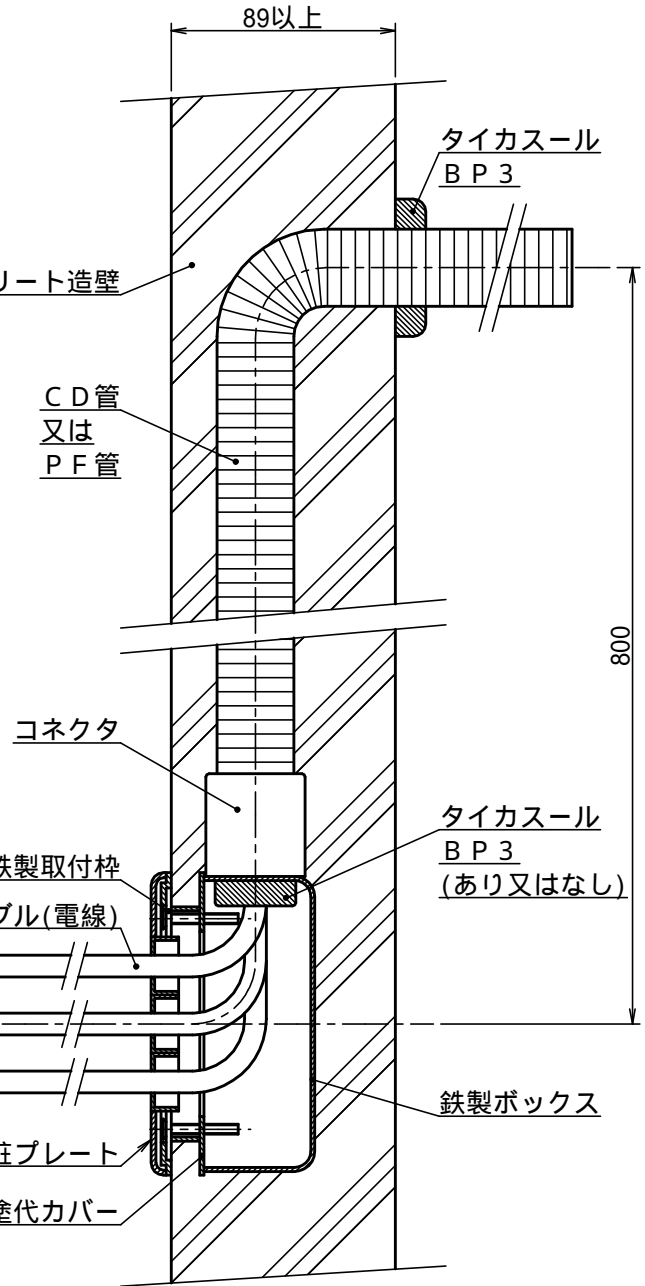 89以上
タイカスール
ＢＰ3
リート造壁
ＣＤ管
又は
ＰＦ管
800
コネクタ
タイカスール
ＢＰ3
(あり又はなし)
鉄製取付枠
ブル(電線)
鉄製ボックス
粧プレート
塗代カバー